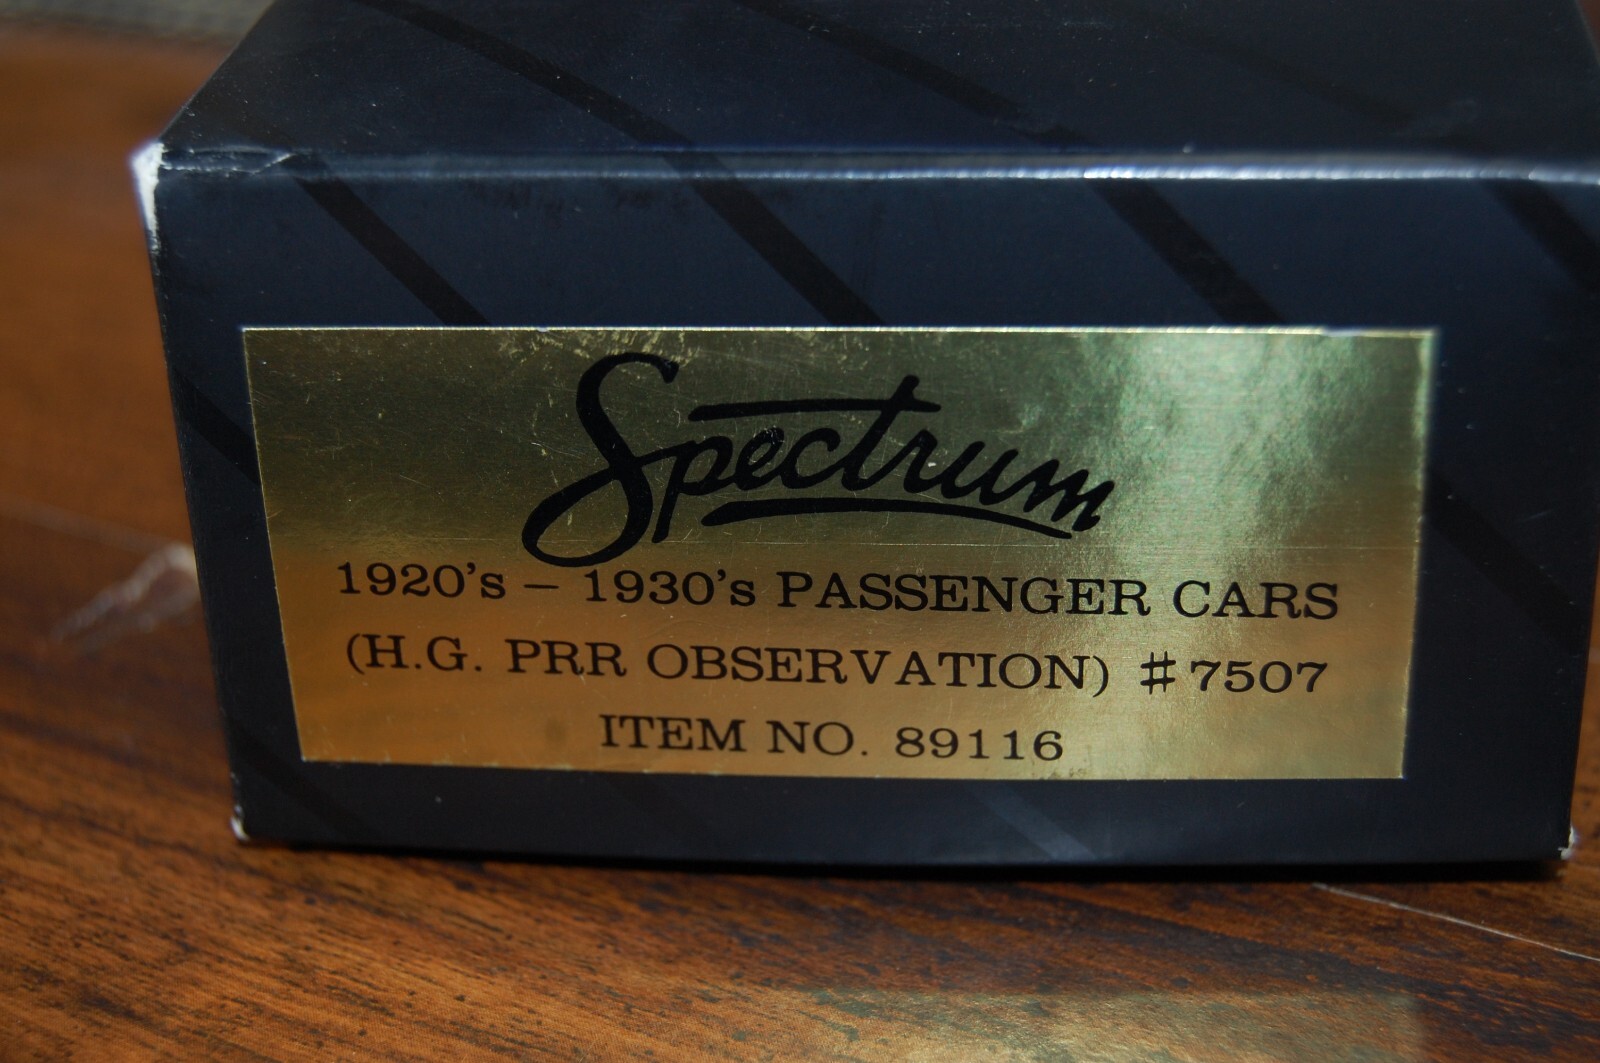 Spectrum
1920's – 1930's PASSENGER CARS
(H.G. PRR OBSERVATION) #7507
ITEM NO. 89116